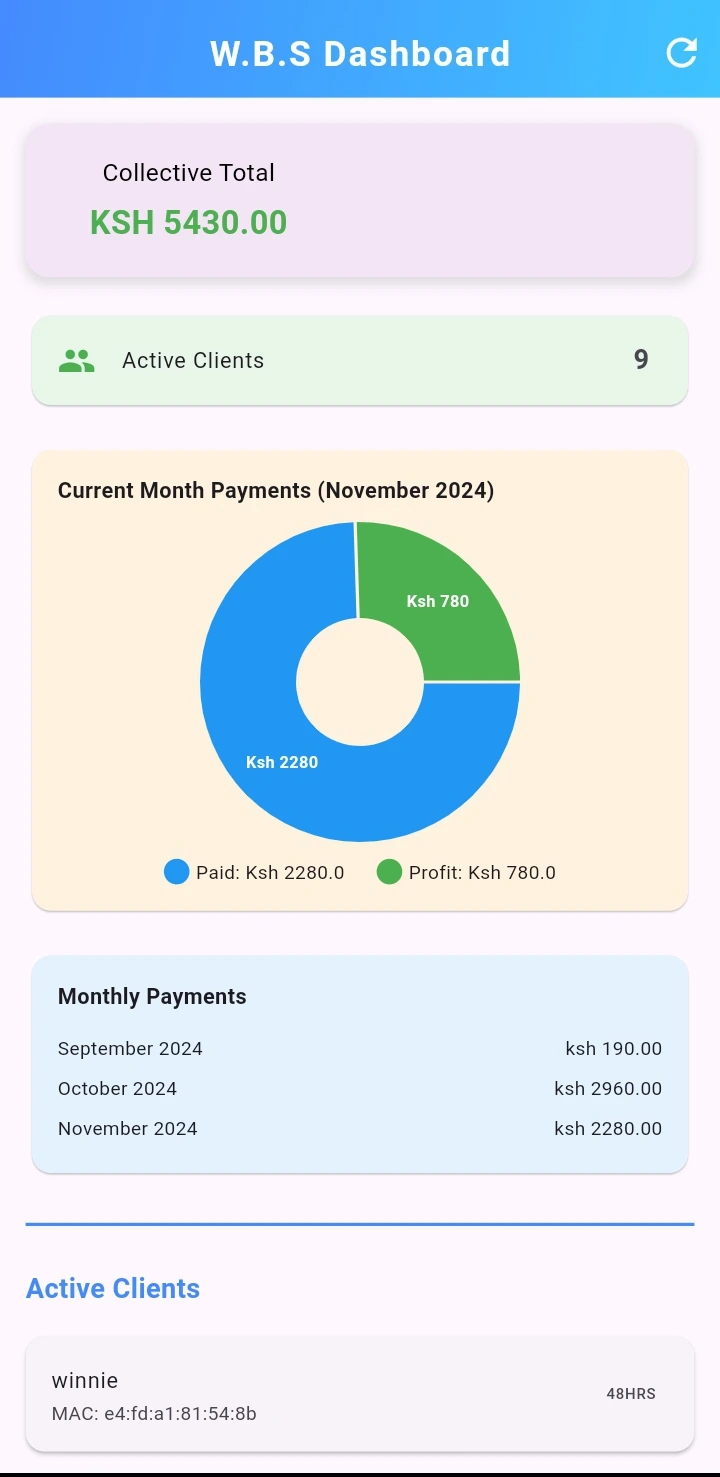 W.B.S Dashboard
Collective Total
KSH 5430.00
Active Clients 9
Current Month Payments (November 2024)
Ksh 780
Ksh 2280
Paid: Ksh 2280.0 Profit: Ksh 780.0
Monthly Payments
September 2024 ksh 190.00
October 2024 ksh 2960.00
November 2024 ksh 2280.00
Active Clients
winnie
48HRS
MAC: e4:fd:a1:81:54:8b